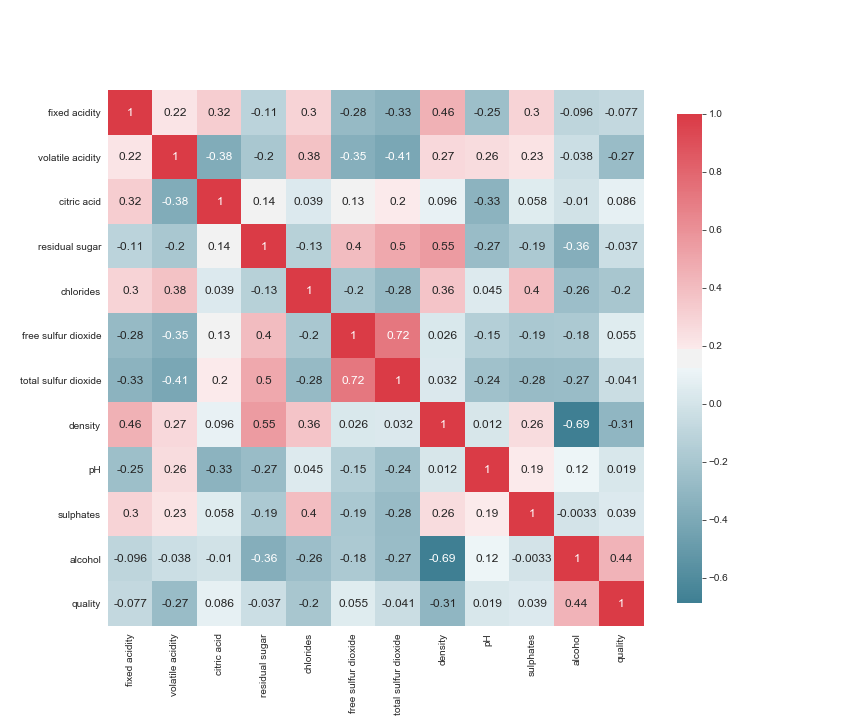 fixed acidity 1 0.22 0.32 -0.11 0.3 -0.28 -0.33 0.46 -0.25 0.3 -0.096 -0.077
volatile acidity 0.22 1 -0.38 -0.2 0.38 -0.35 -0.41 0.27 0.26 0.23 -0.038 -0.27
citric acid 0.32 -0.38 1 0.14 0.039 0.13 0.2 0.096 -0.33 0.058 -0.01 0.086
residual sugar -0.11 -0.2 0.14 1 -0.13 0.4 0.5 0.55 -0.27 -0.19 -0.36 -0.037
chlorides 0.3 0.38 0.039 -0.13 1 -0.2 -0.28 0.36 0.045 0.4 -0.26 -0.2
free sulfur dioxide -0.28 -0.35 0.13 0.4 -0.2 1 0.72 0.026 -0.15 -0.19 -0.18 0.055
total sulfur dioxide -0.33 -0.41 0.2 0.5 -0.28 0.72 1 0.032 -0.24 -0.28 -0.27 -0.041
density 0.46 0.27 0.096 0.55 0.36 0.026 0.032 1 0.012 0.26 -0.69 -0.31
pH -0.25 0.26 -0.33 -0.27 0.045 -0.15 -0.24 0.012 1 0.19 0.12 0.019
sulphates 0.3 0.23 0.058 -0.19 0.4 -0.19 -0.28 0.26 0.19 1 -0.0033 0.039
alcohol -0.096 -0.038 -0.01 -0.36 -0.26 -0.18 -0.27 -0.69 0.12 -0.0033 1 0.44
quality -0.077 -0.27 0.086 -0.037 -0.2 0.055 -0.041 -0.31 0.019 0.039 0.44 1
fixed acidity
volatile acidity
citric acid
residual sugar
chlorides
free sulfur dioxide
total sulfur dioxide
density
pH
sulphates
alcohol
quality
1.0
0.8
0.6
0.4
0.2
0.0
−0.2
−0.4
−0.6